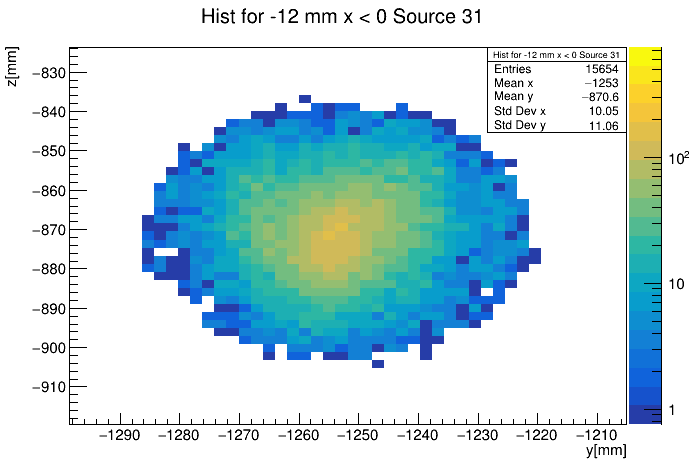 Hist for -12 mm x < 0 Source 31
z[mm]
Hist for -12 mm x < 0 Source 31
Entries 15654
Mean x −1253
Mean y −870.6
Std Dev x 10.05
Std Dev y 11.06
−830
−840
−850
−860
−870
−880
−890
−900
−910
10²
10
1
−1290 −1280 −1270 −1260 −1250 −1240 −1230 −1220 −1210
y[mm]